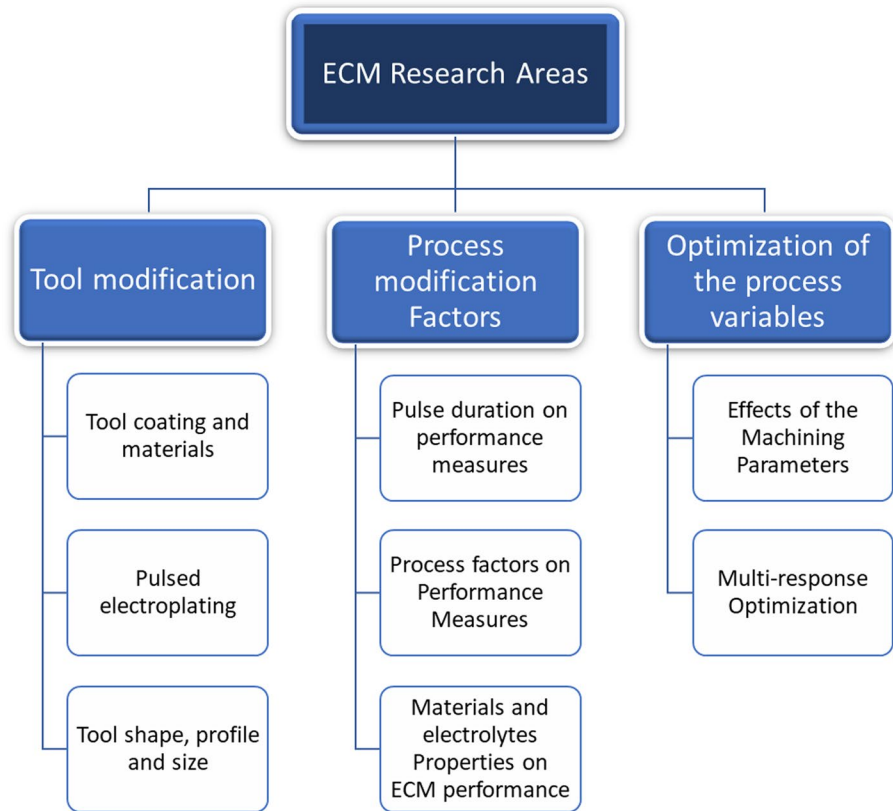 ECM Research Areas
Tool modification
Process
modification
Factors
Optimization of
the process
variables
Tool coating and
materials
Pulsed
electroplating
Tool shape, profile
and size
Pulse duration on
performance
measures
Process factors on
Performance
Measures
Materials and
electrolytes
Properties on
ECM performance
Effects of the
Machining
Parameters
Multi-response
Optimization